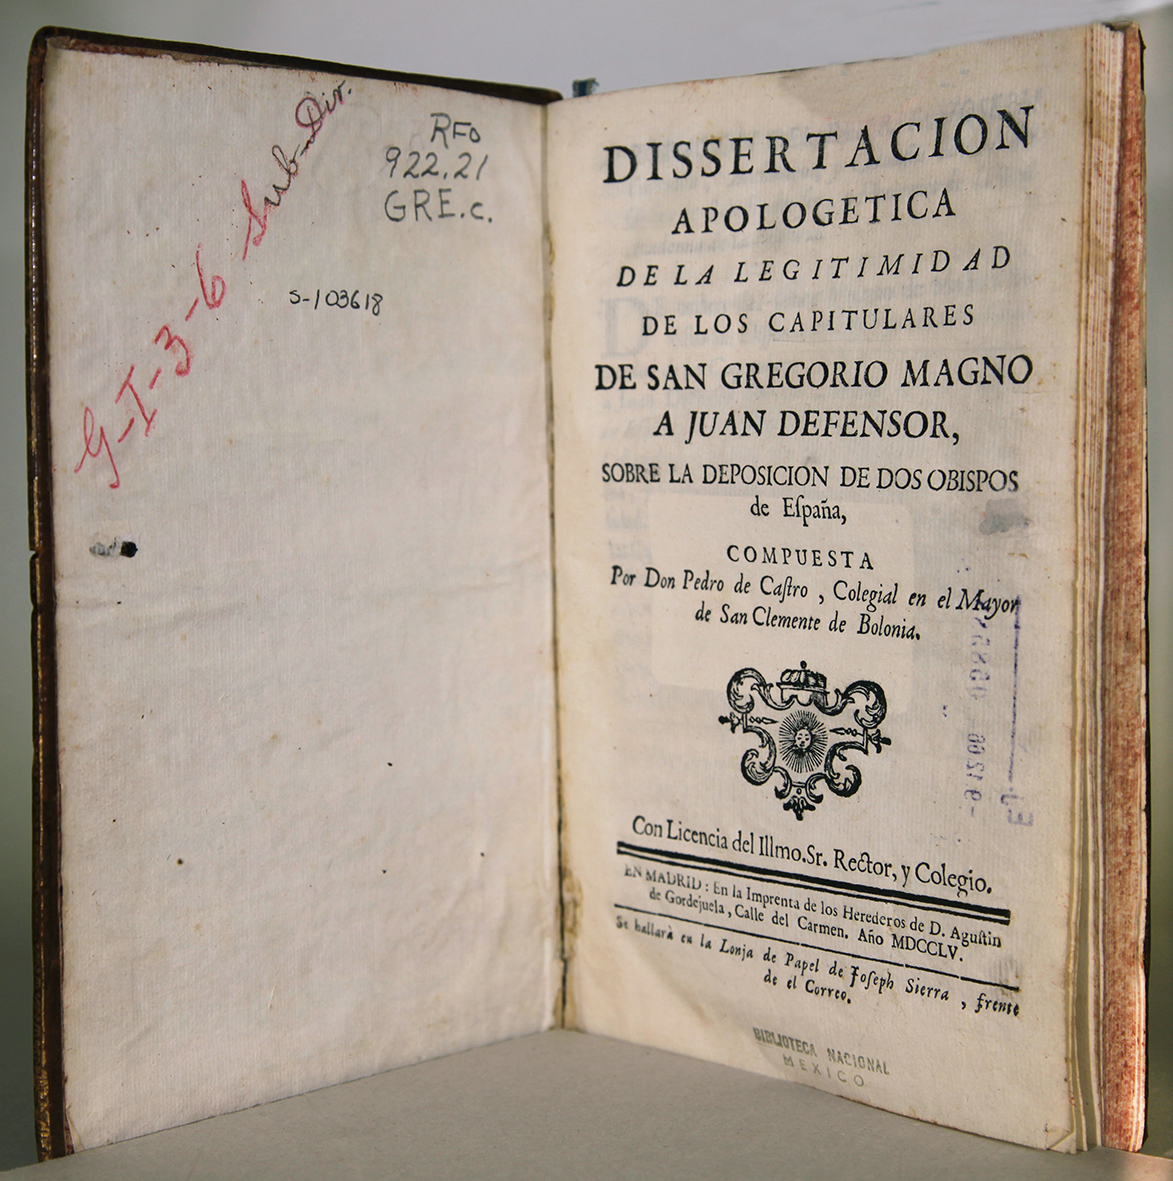 G-I-3-6 Sub-Div.
RFO
922.21
GRE.c.
S-103618
DISSERTACION
APOLOGETICA
DE LA LEGITIMIDAD
DE LOS CAPITULARES
DE SAN GREGORIO MAGNO
A JUAN DEFENSOR,
SOBRE LA DEPOSICION DE DOS OBISPOS
de Eſpaña,
COMPUESTA
Por Don Pedro de Caſtro, Colegial en el Mayor
de San Clemente de Bolonia.
Con Licencia del Illmo. Sr. Rector, y Colegio.
EN MADRID: En la Imprenta de los Herederos de D. Aguſtin
de Gordejuela, Calle del Carmen. Año MDCCLV.
Se hallarà en la Lonja de Papel de Joſeph Sierra, frente
de el Correo.
BIBLIOTECA NACIONAL
MEXICO